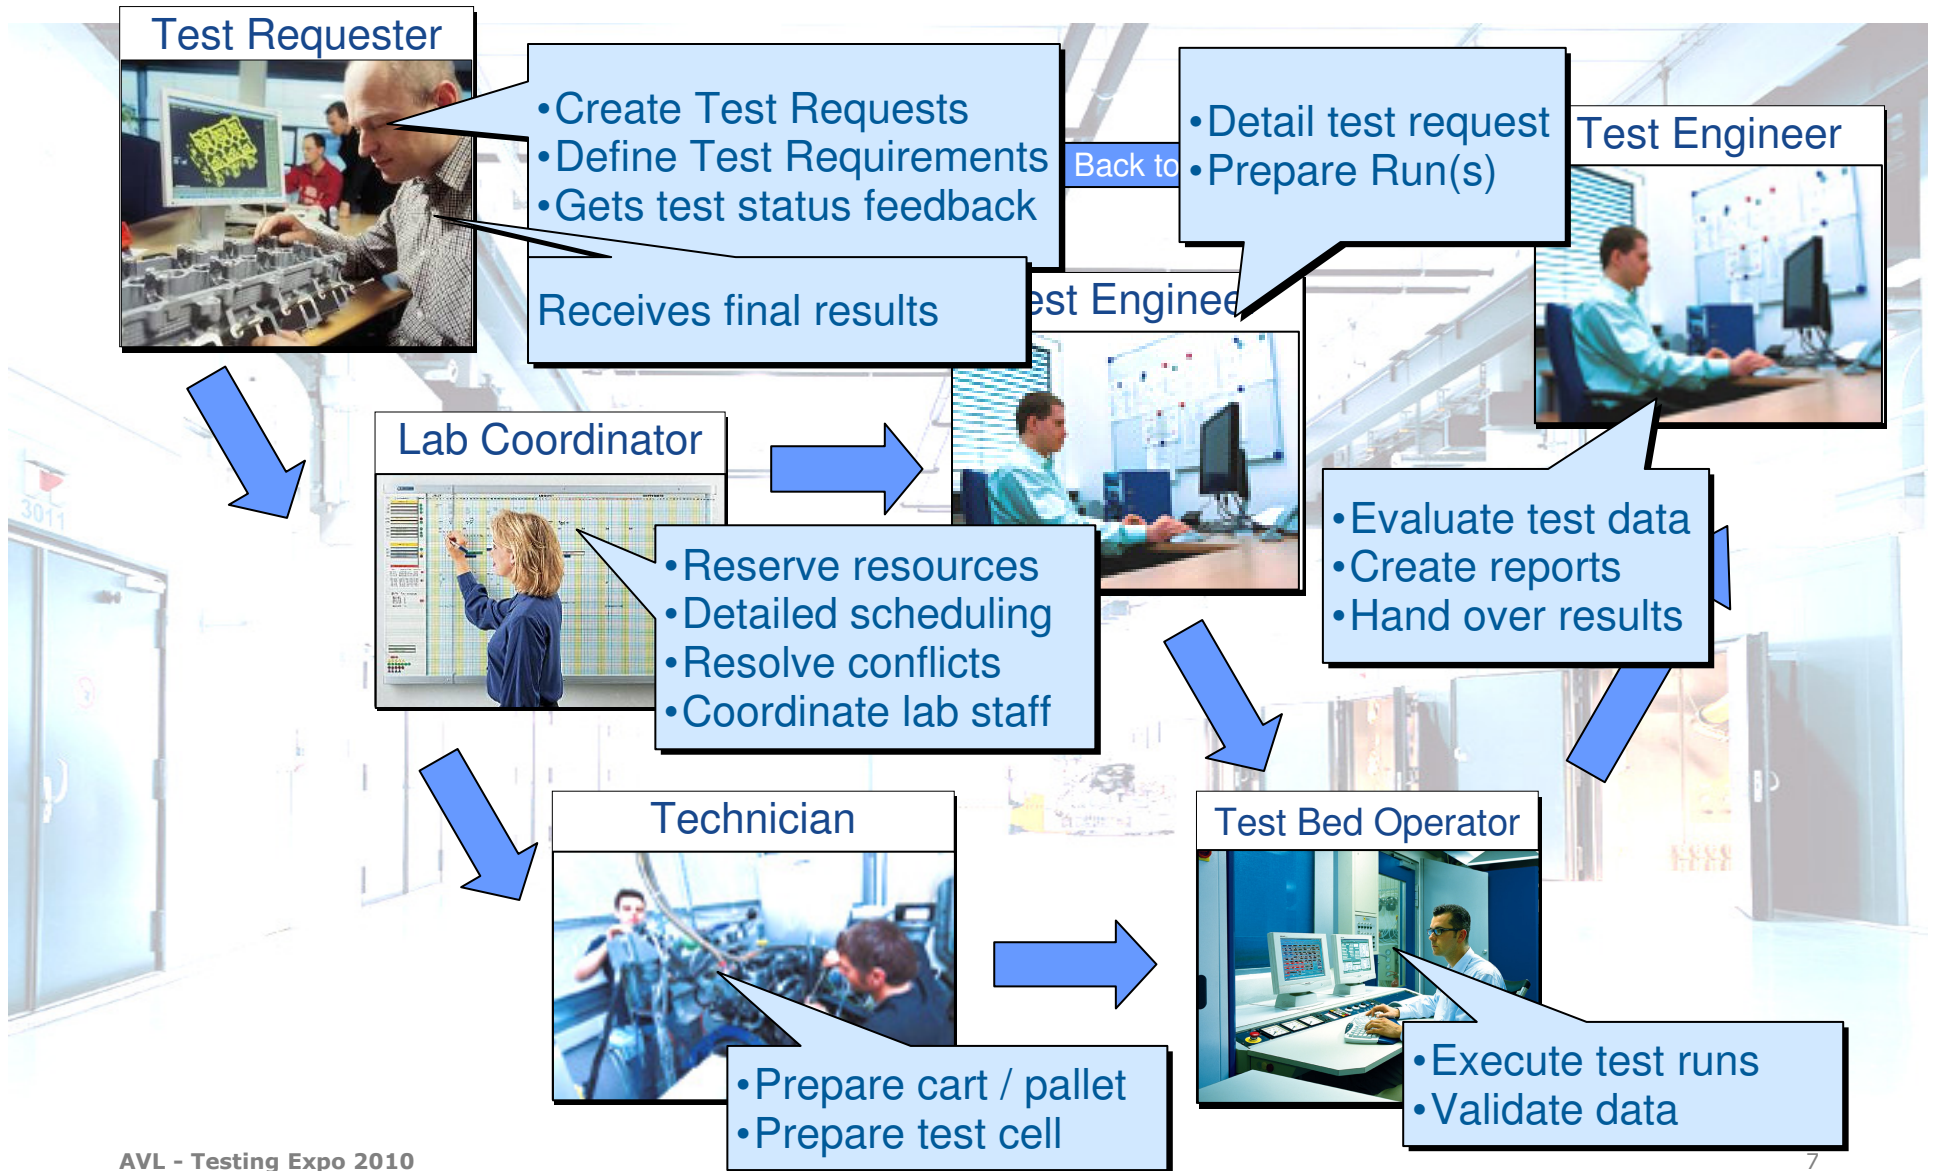 Test Requester
•Create Test Requests
•Define Test Requirements
•Gets test status feedback
Receives final results
Back to
•Detail test request
•Prepare Run(s)
Test Engineer
est Enginee
Lab Coordinator
•Reserve resources
•Detailed scheduling
•Resolve conflicts
•Coordinate lab staff
•Evaluate test data
•Create reports
•Hand over results
3011
Technician
•Prepare cart / pallet
•Prepare test cell
Test Bed Operator
•Execute test runs
•Validate data
AVL - Testing Expo 2010
7